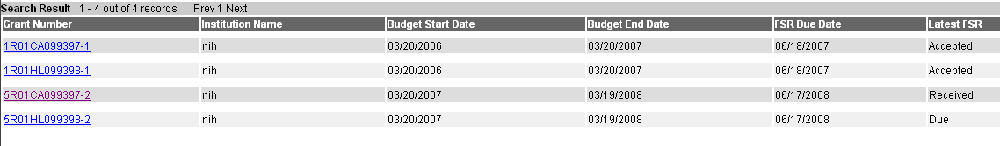 Search Result 1 - 4 out of 4 records Prev 1 Next
Grant Number Institution Name Budget Start Date Budget End Date FSR Due Date Latest FSR
1R01CA099397-1 nih 03/20/2006 03/20/2007 06/18/2007 Accepted
1R01HL099398-1 nih 03/20/2006 03/20/2007 06/18/2007 Accepted
5R01CA099397-2 nih 03/20/2007 03/19/2008 06/17/2008 Received
5R01HL099398-2 nih 03/20/2007 03/19/2008 06/17/2008 Due